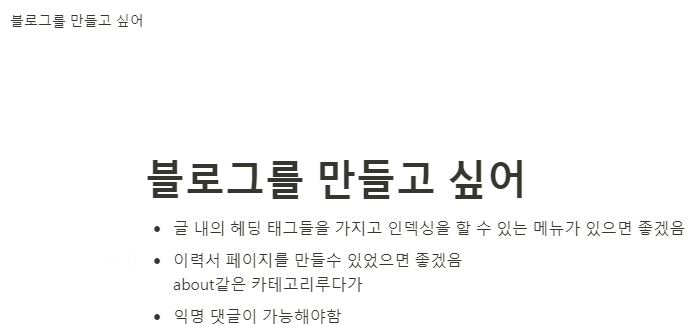 블로그를 만들고 싶어
블로그를 만들고 싶어
• 글 내의 헤딩 태그들을 가지고 인덱싱을 할 수 있는 메뉴가 있으면 좋겠음
• 이력서 페이지를 만들수 있었으면 좋겠음
about같은 카테고리루다가
• 익명 댓글이 가능해야함